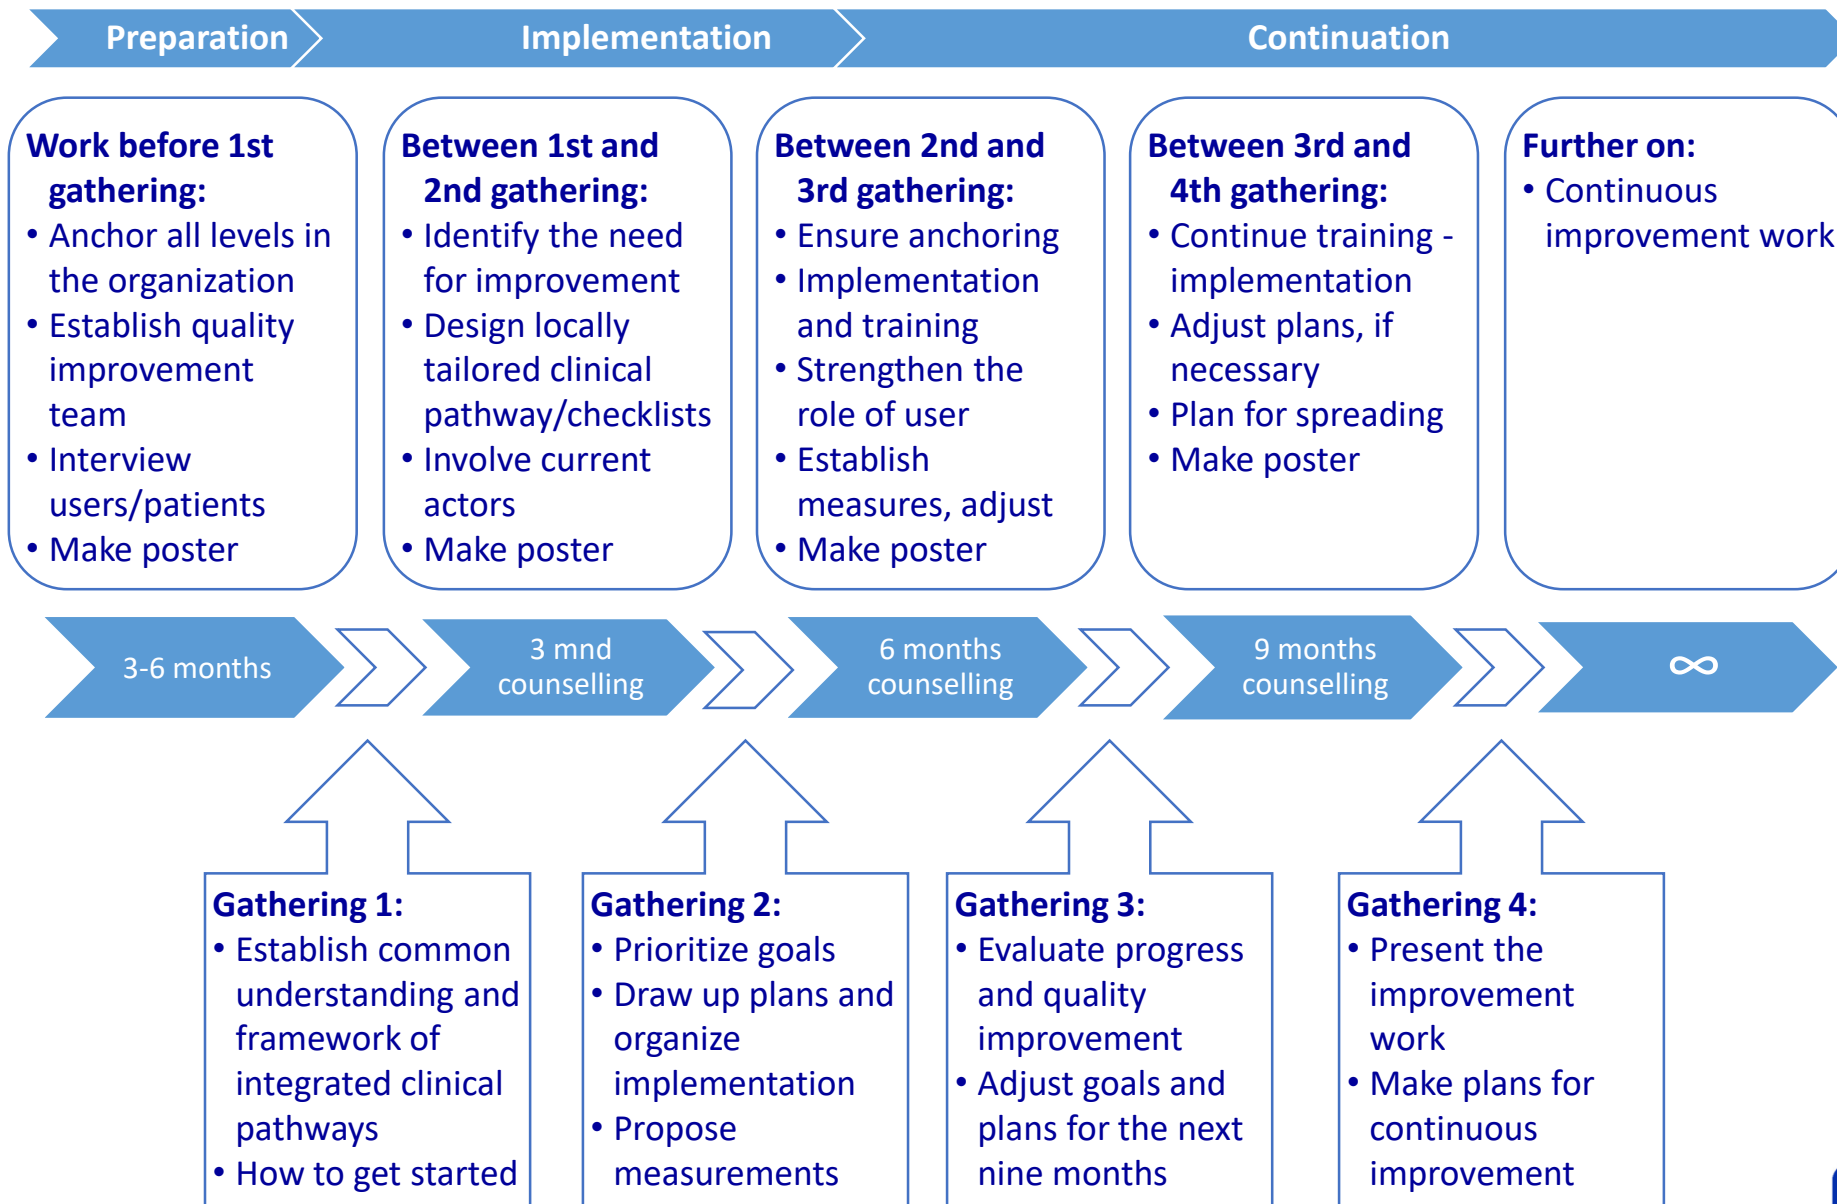 Preparation
Implementation
Continuation
Work before 1st
gathering:
• Anchor all levels in
the organization
• Establish quality
improvement
team
• Interview
users/patients
• Make poster
Between 1st and
2nd gathering:
• Identify the need
for improvement
• Design locally
tailored clinical
pathway/checklists
• Involve current
actors
• Make poster
Between 2nd and
3rd gathering:
• Ensure anchoring
• Implementation
and training
• Strengthen the
role of user
• Establish
measures, adjust
• Make poster
Between 3rd and
4th gathering:
• Continue training -
implementation
• Adjust plans, if
necessary
• Plan for spreading
• Make poster
Further on:
• Continuous
improvement work
3-6 months
3 mnd
counselling
6 months
counselling
9 months
counselling
∞
Gathering 1:
• Establish common
understanding and
framework of
integrated clinical
pathways
• How to get started
Gathering 2:
• Prioritize goals
• Draw up plans and
organize
implementation
• Propose
measurements
Gathering 3:
• Evaluate progress
and quality
improvement
• Adjust goals and
plans for the next
nine months
Gathering 4:
• Present the
improvement
work
• Make plans for
continuous
improvement